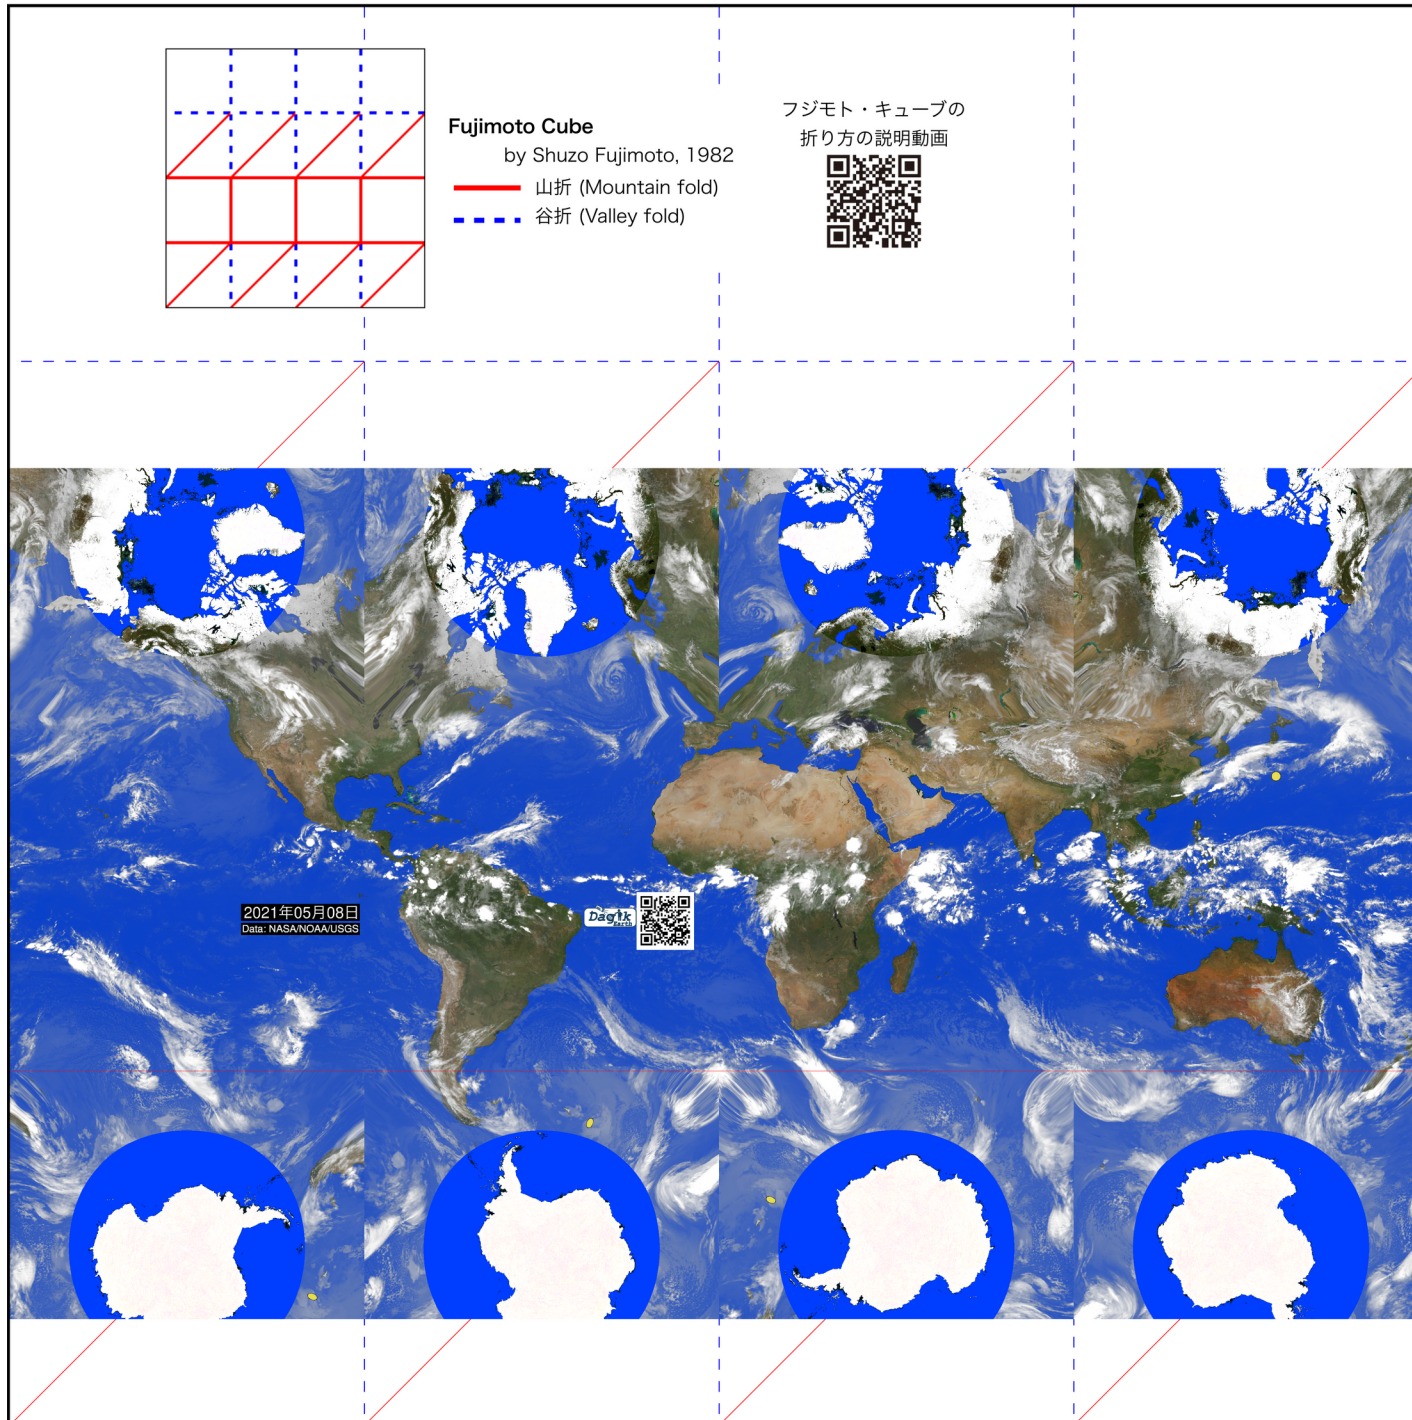 Fujimoto Cube
by Shuzo Fujimoto, 1982
山折 (Mountain fold)
谷折 (Valley fold)
フジモト・キューブの
折り方の説明動画
2021年05月08日
Data: NASA/NOAA/USGS
Dagik
Earth